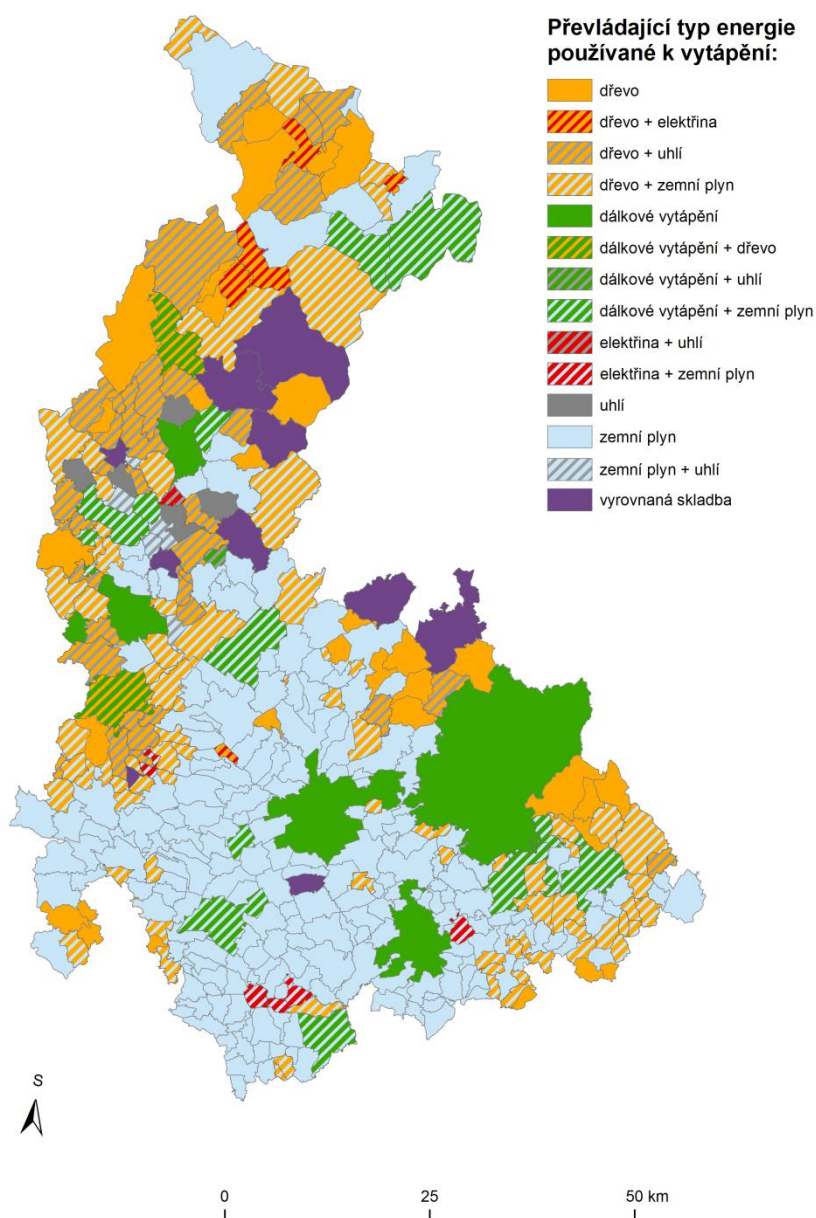 Převládající typ energie
používané k vytápění:
dřevo
dřevo + elektřina
dřevo + uhlí
dřevo + zemní plyn
dálkové vytápění
dálkové vytápění + dřevo
dálkové vytápění + uhlí
dálkové vytápění + zemní plyn
elektřina + uhlí
elektřina + zemní plyn
uhlí
zemní plyn
zemní plyn + uhlí
vyrovnaná skladba
S
0 25 50 km